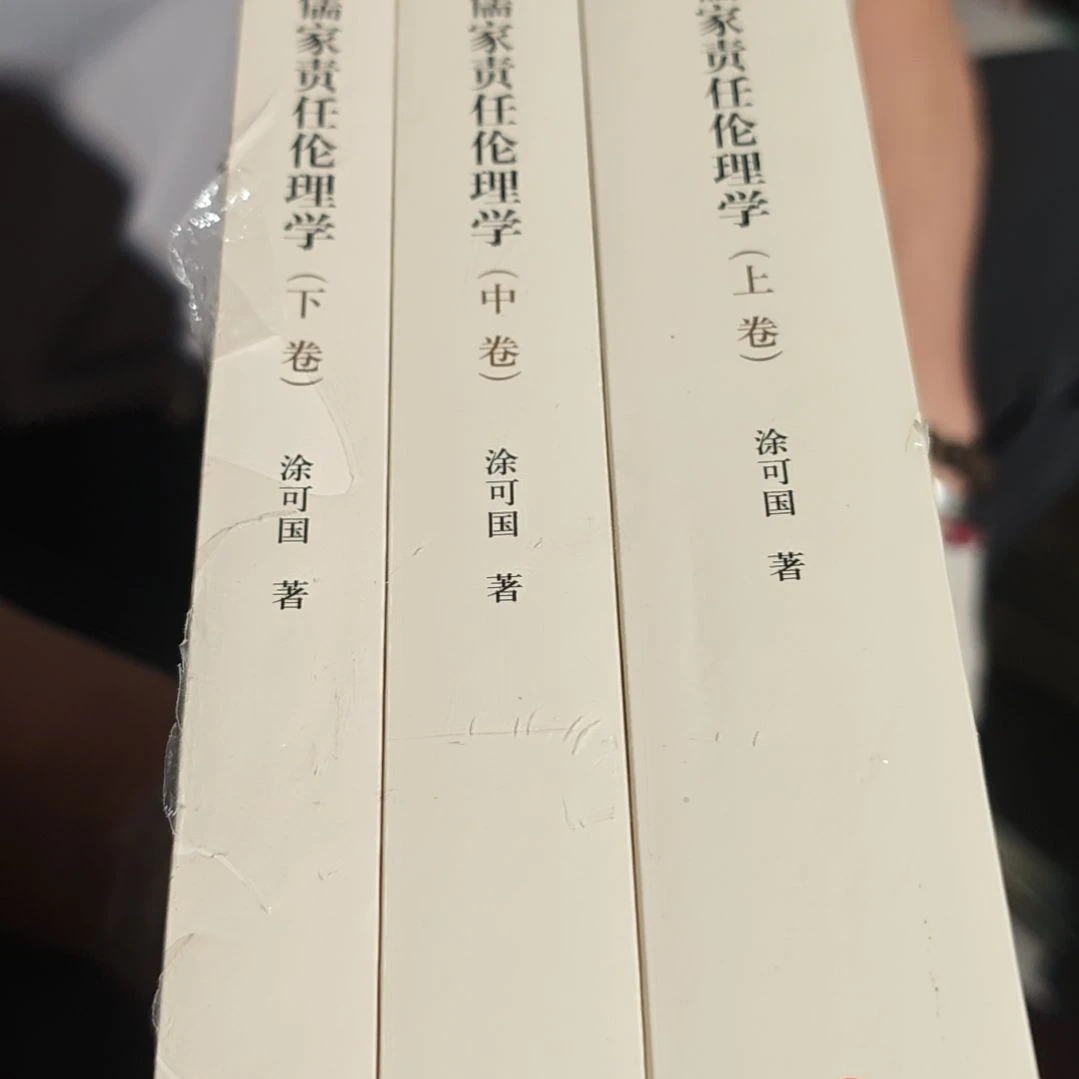 儒家责任伦理学（下卷） 涂可国 著
儒家责任伦理学（中卷） 涂可国 著
儒家责任伦理学（上卷） 涂可国 著